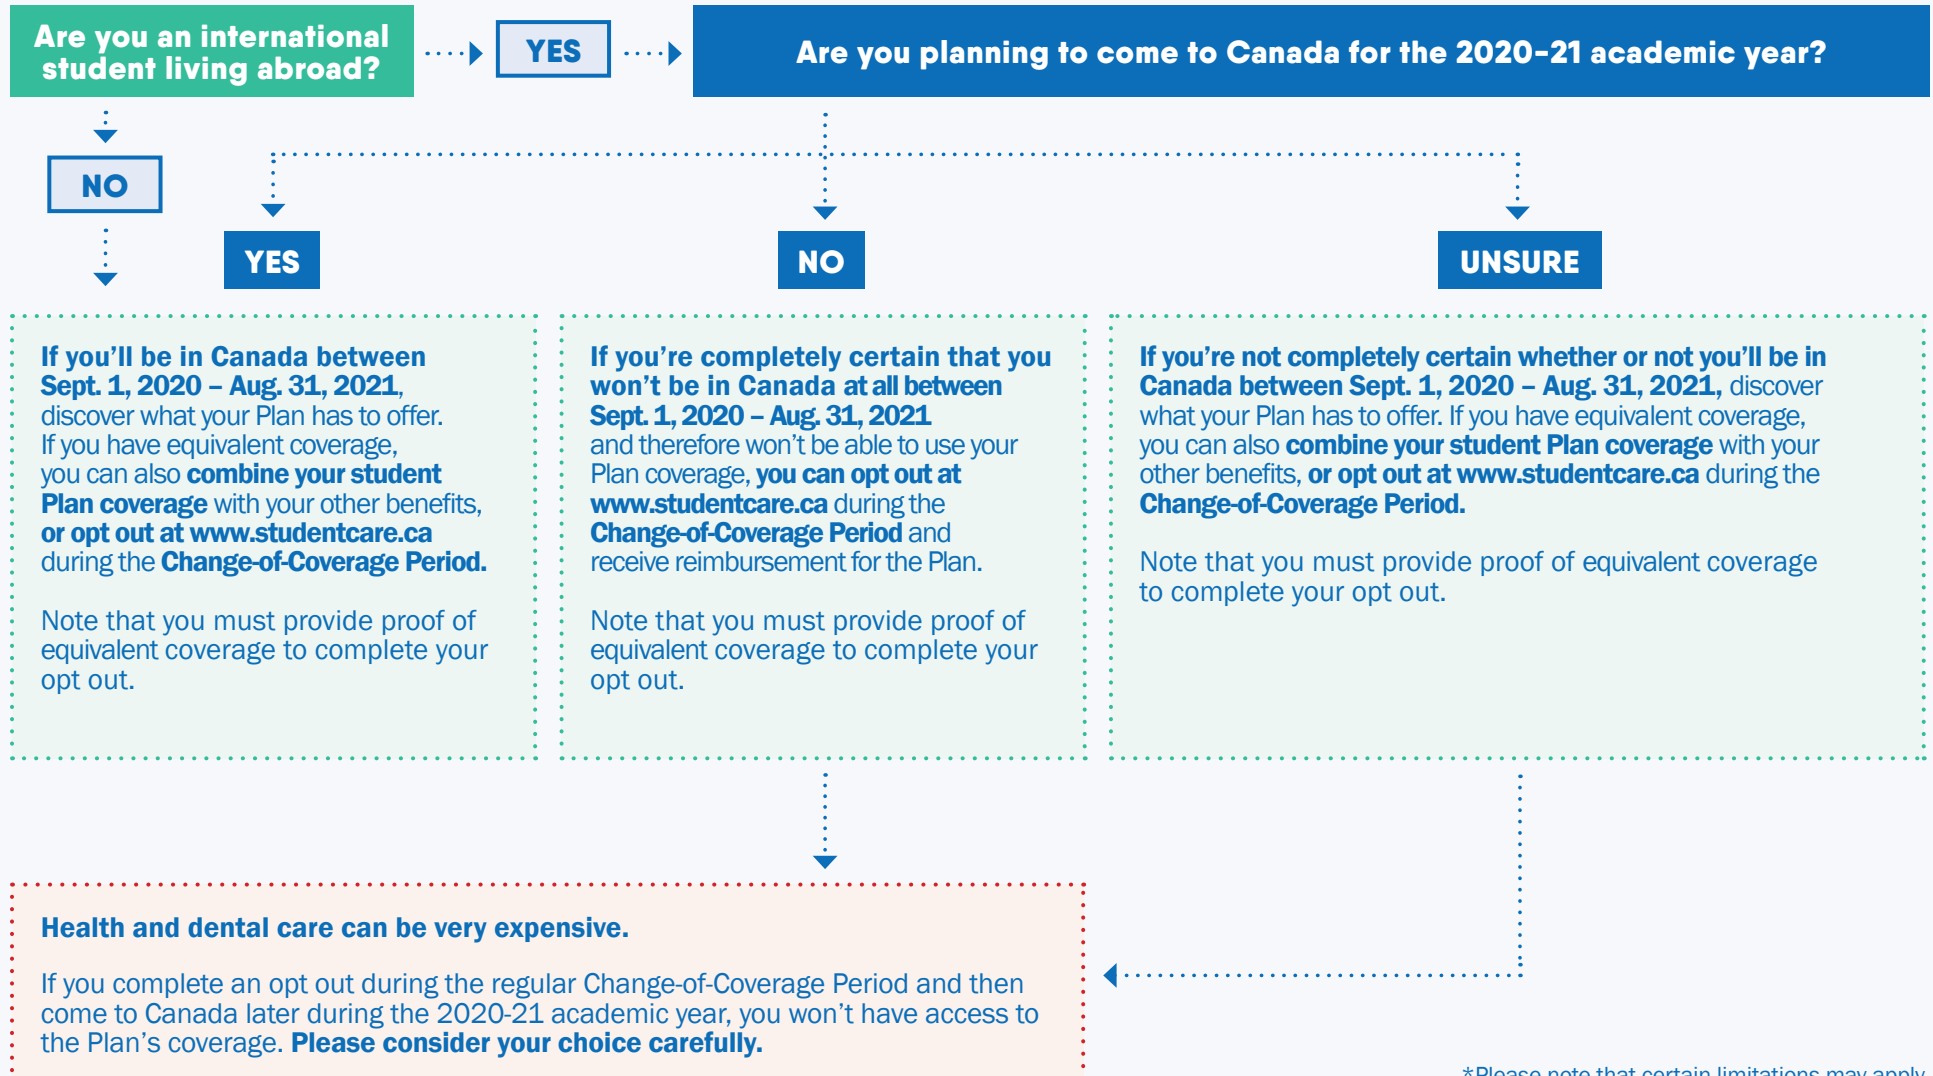 Are you an international
student living abroad?
YES
Are you planning to come to Canada for the 2020-21 academic year?
NO
YES
NO
UNSURE
If you'll be in Canada between
Sept. 1, 2020 – Aug. 31, 2021,
discover what your Plan has to offer.
If you have equivalent coverage,
you can also combine your student
Plan coverage with your other benefits,
or opt out at www.studentcare.ca
during the Change-of-Coverage Period.
Note that you must provide proof of
equivalent coverage to complete your
opt out.
If you're completely certain that you
won't be in Canada at all between
Sept. 1, 2020 – Aug. 31, 2021
and therefore won't be able to use your
Plan coverage, you can opt out at
www.studentcare.ca during the
Change-of-Coverage Period and
receive reimbursement for the Plan.
Note that you must provide proof of
equivalent coverage to complete your
opt out.
If you're not completely certain whether or not you'll be in
Canada between Sept. 1, 2020 – Aug. 31, 2021, discover
what your Plan has to offer. If you have equivalent coverage,
you can also combine your student Plan coverage with your
other benefits, or opt out at www.studentcare.ca during the
Change-of-Coverage Period.
Note that you must provide proof of equivalent coverage
to complete your opt out.
Health and dental care can be very expensive.
If you complete an opt out during the regular Change-of-Coverage Period and then
come to Canada later during the 2020-21 academic year, you won't have access to
the Plan's coverage. Please consider your choice carefully.
*Please note that certain limitations may apply